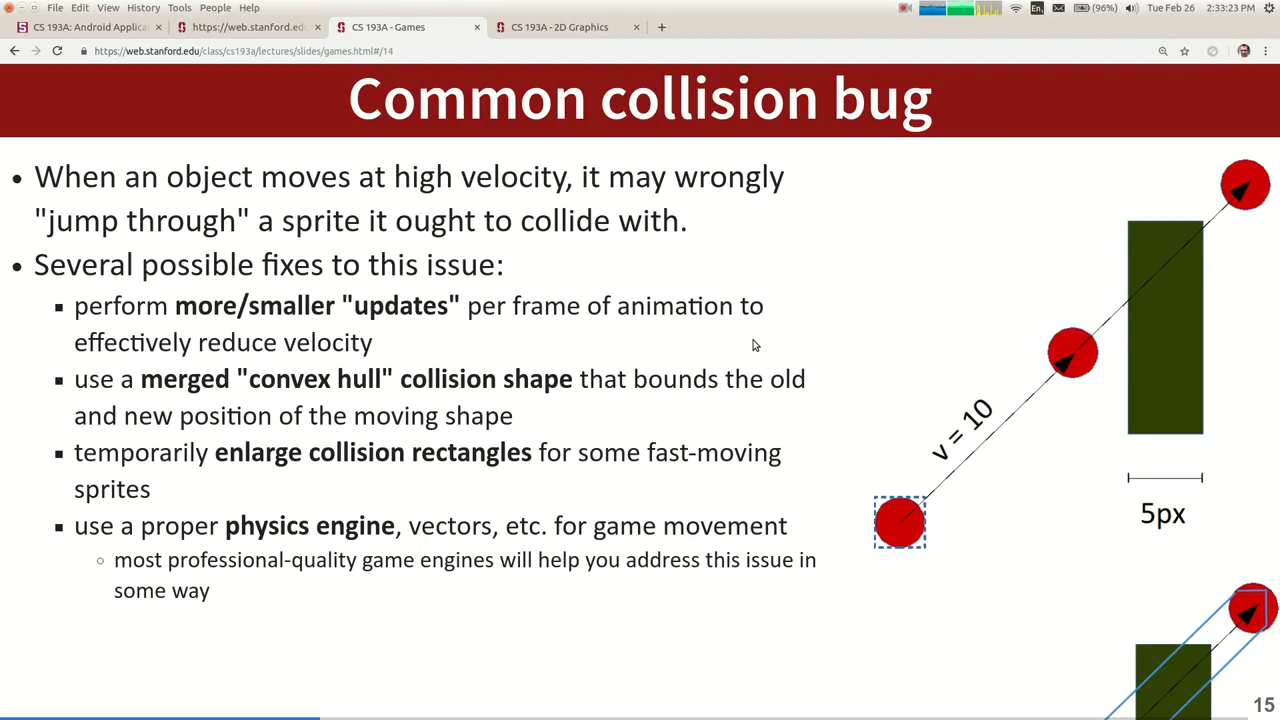 File Edit View History Tools People Help
En (96%) Tue Feb 26 2:33:23 PM
CS 193A: Android Applica
https://web.stanford.edu/
CS 193A - Games
CS 193A - 2D Graphics
https://web.stanford.edu/class/cs193a/lectures/slides/games.html#/14
Common collision bug
• When an object moves at high velocity, it may wrongly
"jump through" a sprite it ought to collide with.
• Several possible fixes to this issue:
▪ perform more/smaller "updates" per frame of animation to
effectively reduce velocity
▪ use a merged "convex hull" collision shape that bounds the old
and new position of the moving shape
▪ temporarily enlarge collision rectangles for some fast-moving
sprites
▪ use a proper physics engine, vectors, etc. for game movement
◦ most professional-quality game engines will help you address this issue in
some way
v = 10
5px
15